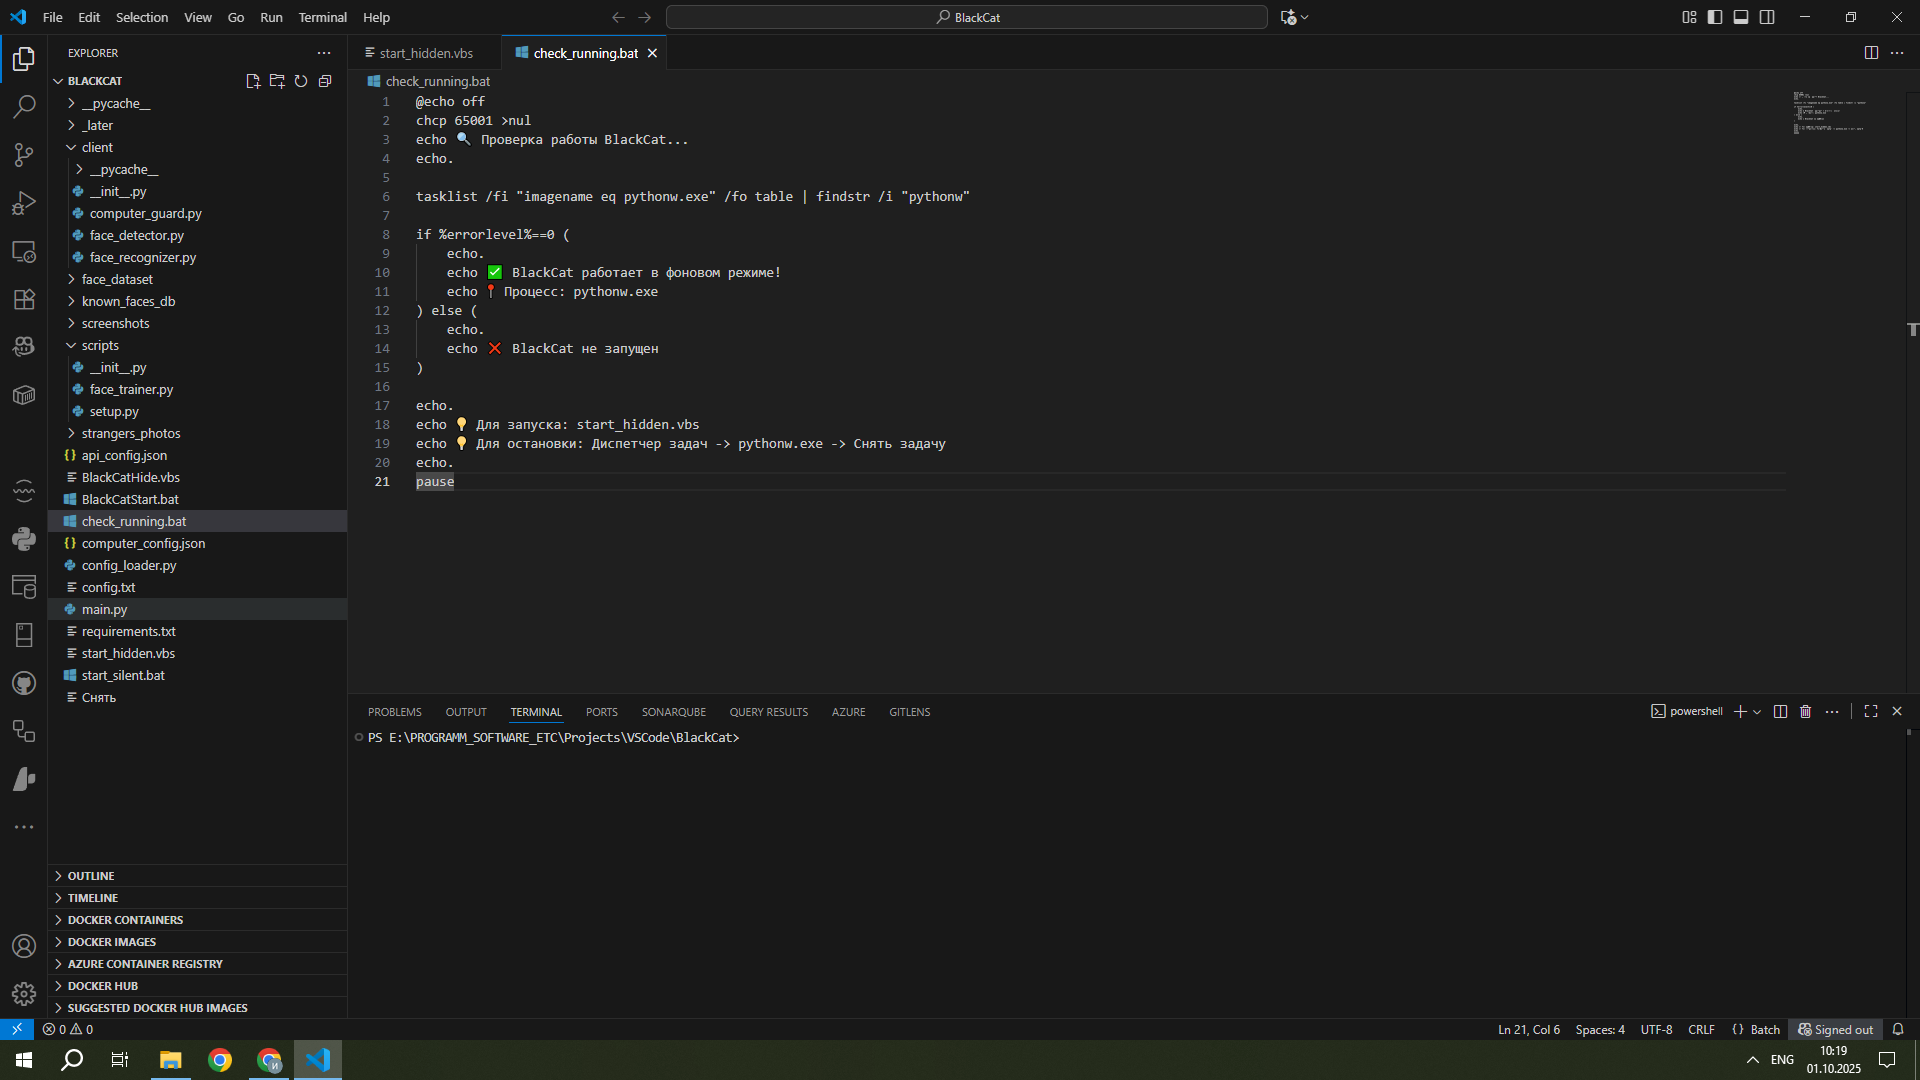 File Edit Selection View Go Run Terminal Help
BlackCat
EXPLORER
BLACKCAT
__pycache__
_later
client
__pycache__
__init__.py
computer_guard.py
face_detector.py
face_recognizer.py
face_dataset
known_faces_db
screenshots
scripts
__init__.py
face_trainer.py
setup.py
strangers_photos
api_config.json
BlackCatHide.vbs
BlackCatStart.bat
check_running.bat
computer_config.json
config_loader.py
config.txt
main.py
requirements.txt
start_hidden.vbs
start_silent.bat
Снять
OUTLINE
TIMELINE
DOCKER CONTAINERS
DOCKER IMAGES
AZURE CONTAINER REGISTRY
DOCKER HUB
SUGGESTED DOCKER HUB IMAGES
start_hidden.vbs check_running.bat
check_running.bat
1 @echo off
2 chcp 65001 >nul
3 echo 🔍 Проверка работы BlackCat...
4 echo.
5
6 tasklist /fi "imagename eq pythonw.exe" /fo table | findstr /i "pythonw"
7
8 if %errorlevel%==0 (
9 echo.
10 echo ✅ BlackCat работает в фоновом режиме!
11 echo 📍 Процесс: pythonw.exe
12 ) else (
13 echo.
14 echo ❌ BlackCat не запущен
15 )
16
17 echo.
18 echo 💡 Для запуска: start_hidden.vbs
19 echo 💡 Для остановки: Диспетчер задач -> pythonw.exe -> Снять задачу
20 echo.
21 pause
PROBLEMS OUTPUT TERMINAL PORTS SONARQUBE QUERY RESULTS AZURE GITLENS
powershell
PS E:\PROGRAMM_SOFTWARE_ETC\Projects\VSCode\BlackCat>
0 0
Ln 21, Col 6 Spaces: 4 UTF-8 CRLF {} Batch Signed out
ENG
10:19
01.10.2025